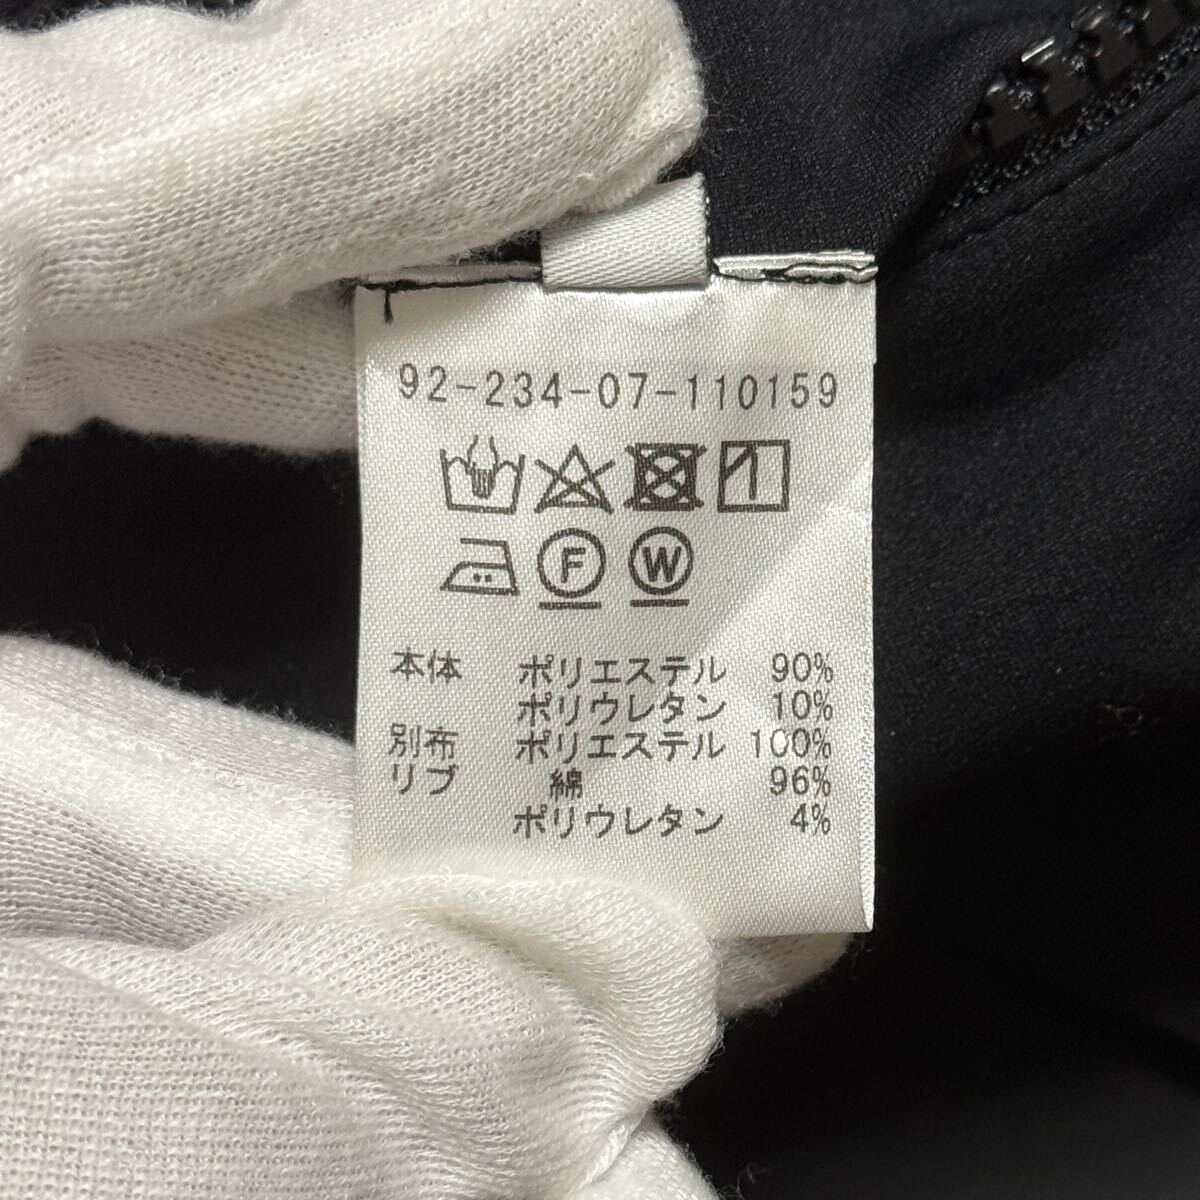 92-234-07-110159
F W
本体 ポリエステル 90%
ポリウレタン 10%
別布 ポリエステル 100%
リブ 綿 96%
ポリウレタン 4%